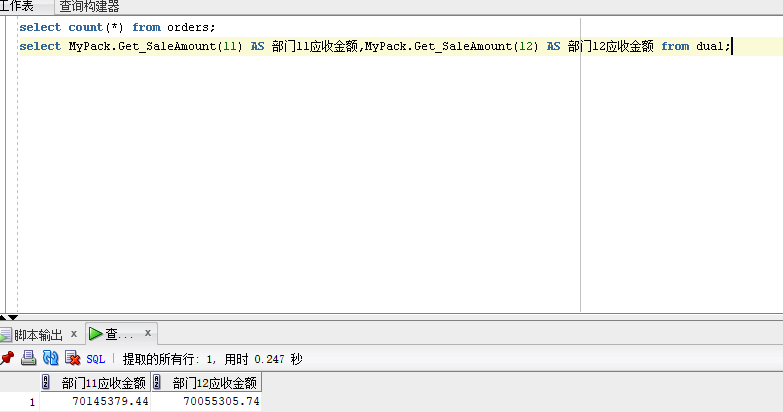 工作表 查询构建器
select count(*) from orders;
select MyPack.Get_SaleAmount(11) AS 部门11应收金额,MyPack.Get_SaleAmount(12) AS 部门12应收金额 from dual;
脚本输出 x 查... x
SQL | 提取的所有行: 1, 用时 0.247 秒
部门11应收金额 部门12应收金额
1 70145379.44 70055305.74